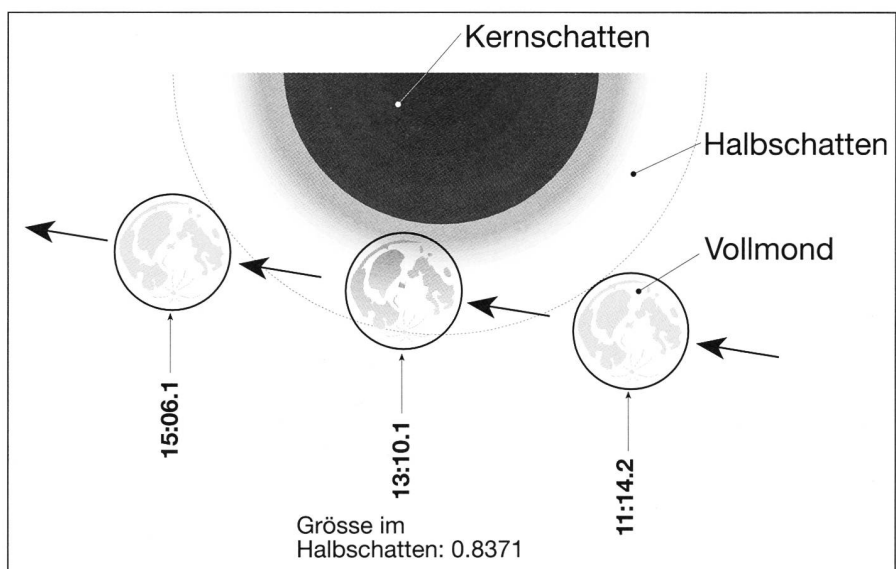 Kernschatten
Halbschatten
Vollmond
15:06.1
13:10.1
11:14.2
Grösse im
Halbschatten: 0.8371